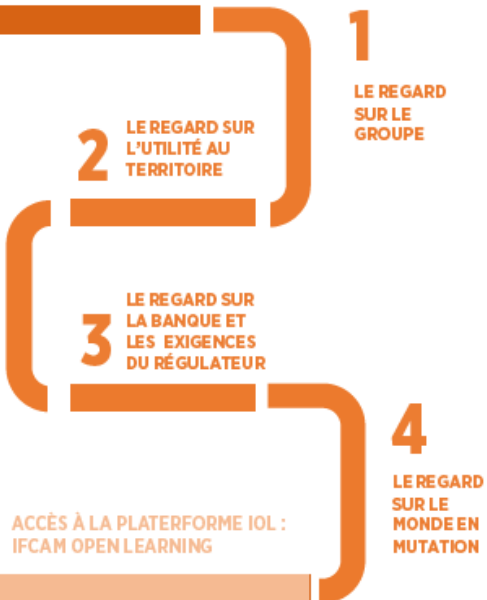 1
LE REGARD
SUR LE
GROUPE
2
LE REGARD SUR
L'UTILITÉ AU
TERRITOIRE
3
LE REGARD SUR
LA BANQUE ET
LES EXIGENCES
DU RÉGULATEUR
4
LE REGARD
SUR LE
MONDE EN
MUTATION
ACCÈS À LA PLATERFORME IOL :
IFCAM OPEN LEARNING